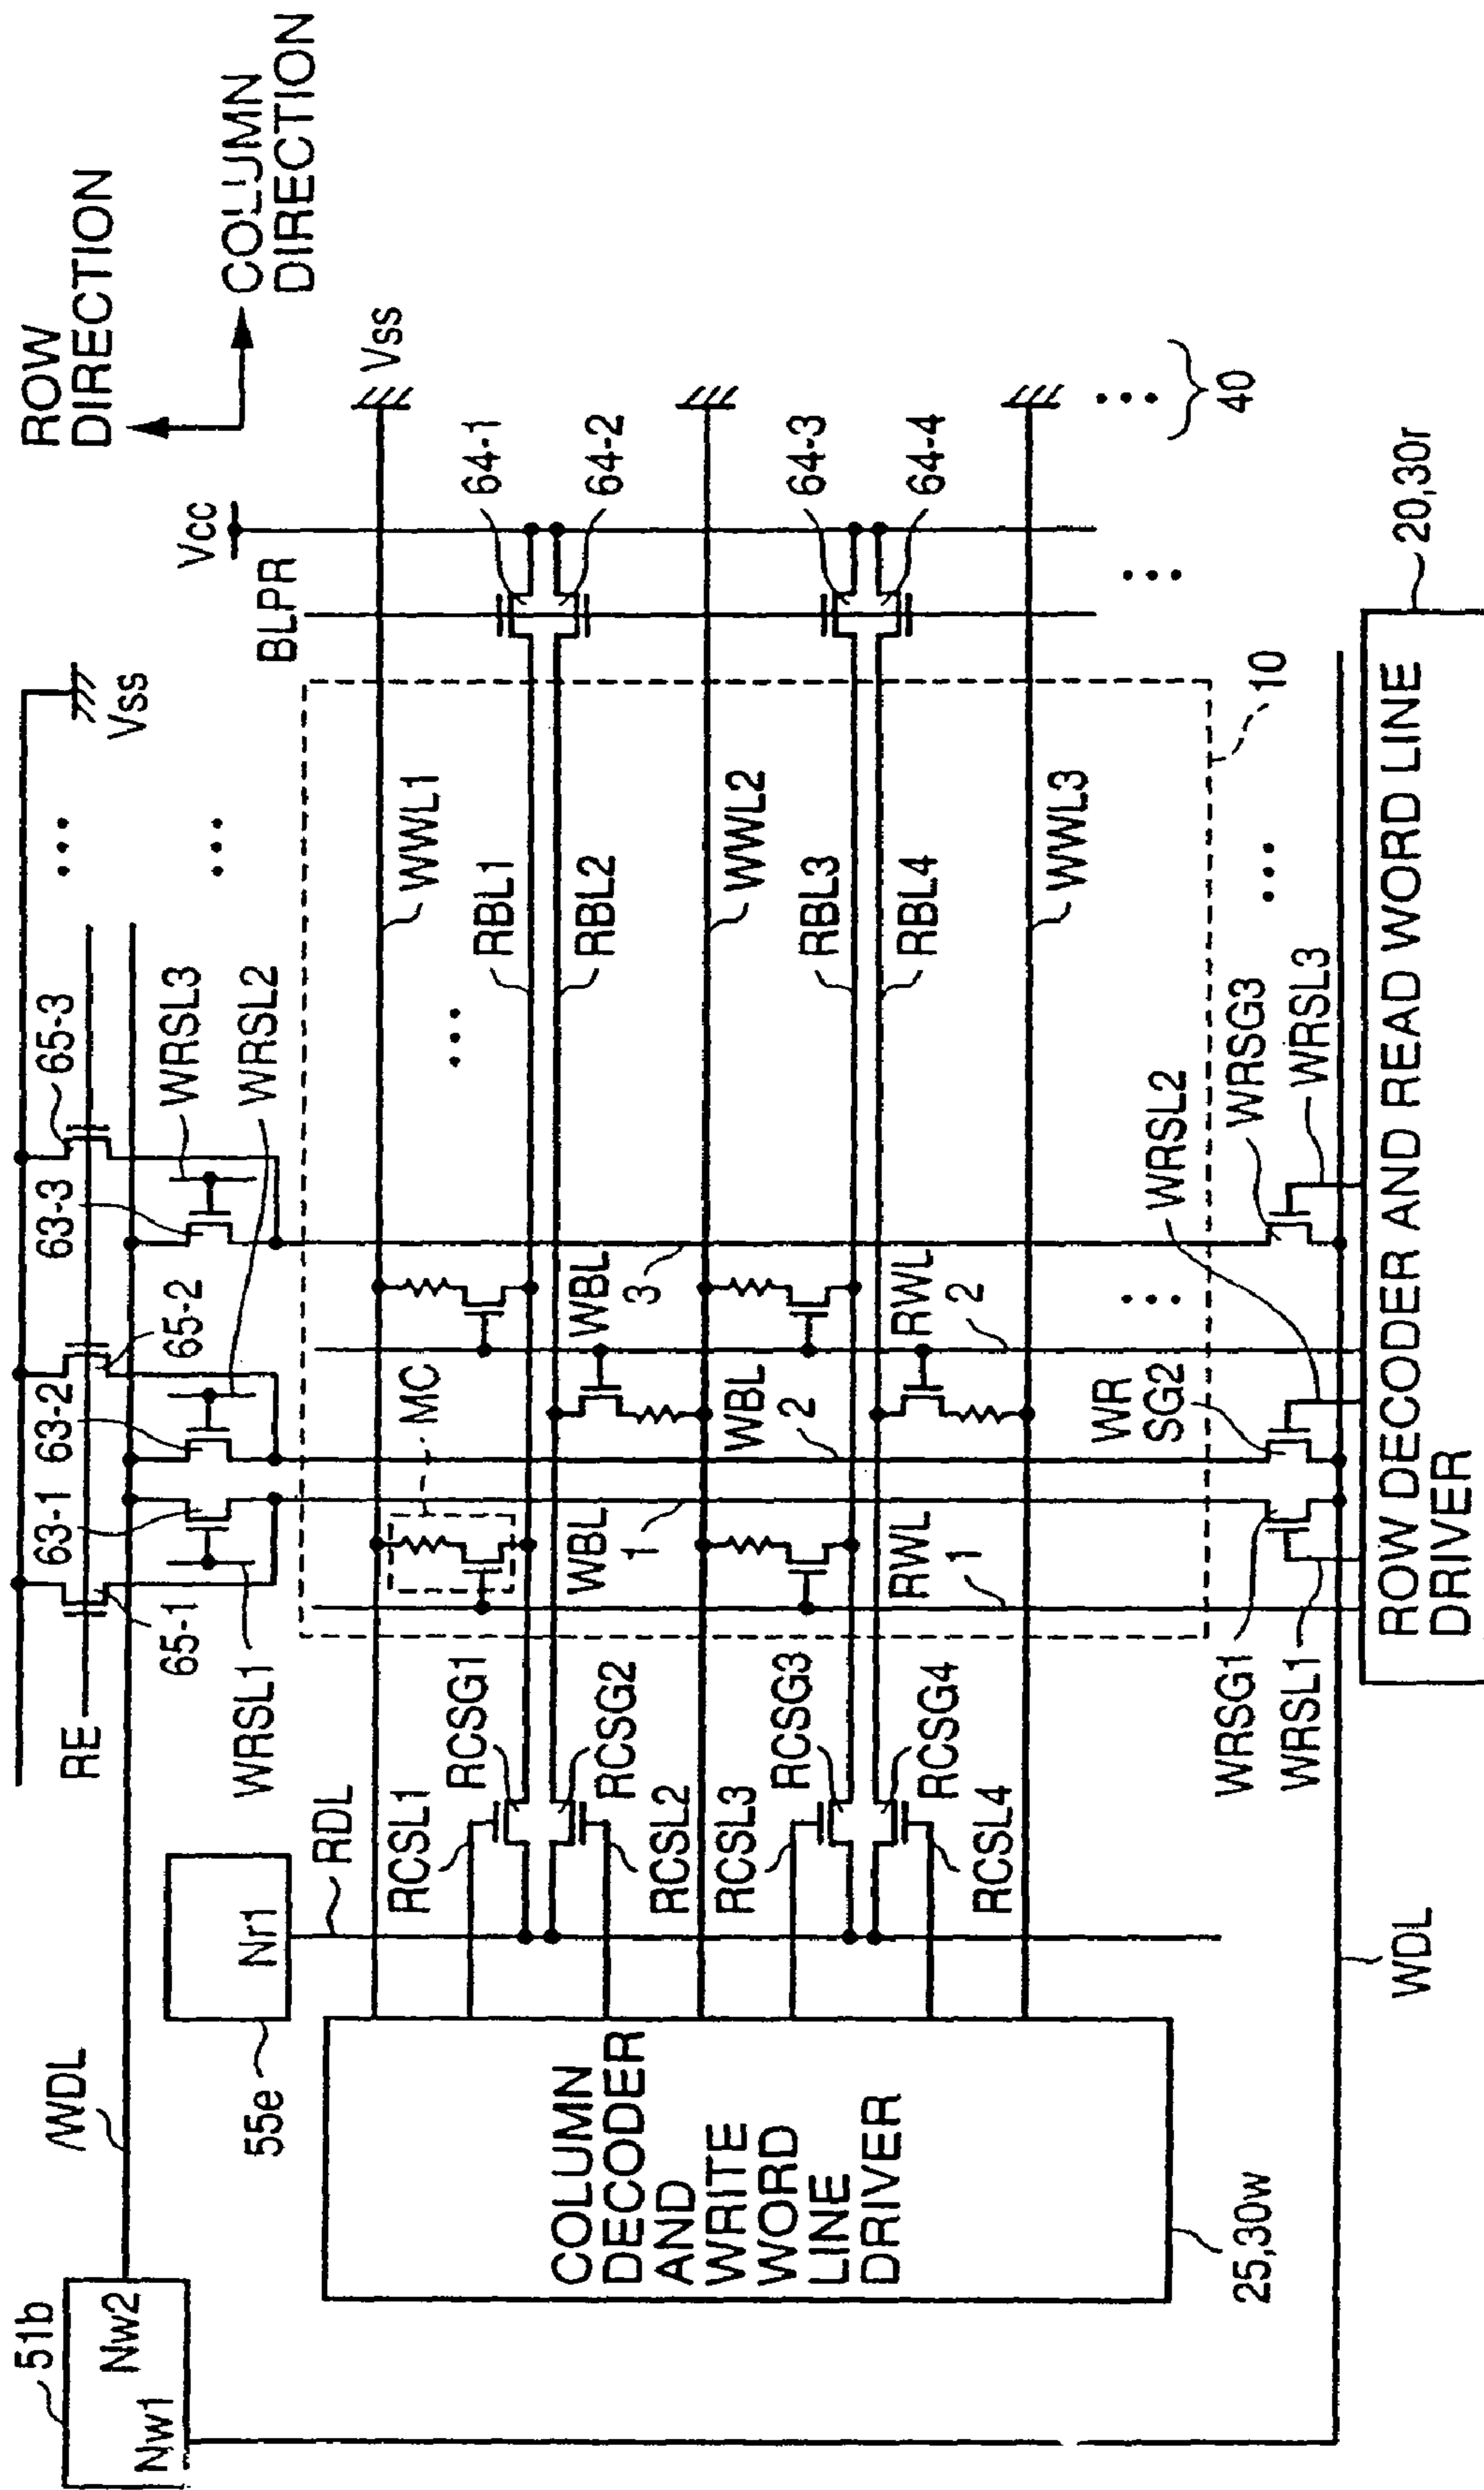 51b
Nw1
Nw2
/WDL
55e
Nr1
RDL
COLUMN
DECODER
AND
WRITE
WORD
LINE
DRIVER
25,30w
WDL
RE
65-1
63-1
63-2
65-2
63-3
65-3
WRSL1
WRSL3
WRSL2
Vss
ROW
DIRECTION
COLUMN
DIRECTION
BLPR
Vcc
Vss
RCSL1
RCSG1
RCSG2
RCSL2
RCSL3
RCSG3
RCSG4
RCSL4
MC
WBL
1
WBL
2
WBL
3
RWL
1
RWL
2
WWL1
RBL1
RBL2
WWL2
RBL3
RBL4
WWL3
64-1
64-2
64-3
64-4
40
10
WRSG1
WRSL1
WR
SG2
WRSL2
WRSG3
WRSL3
20,30r
ROW DECODER AND READ WORD LINE
DRIVER